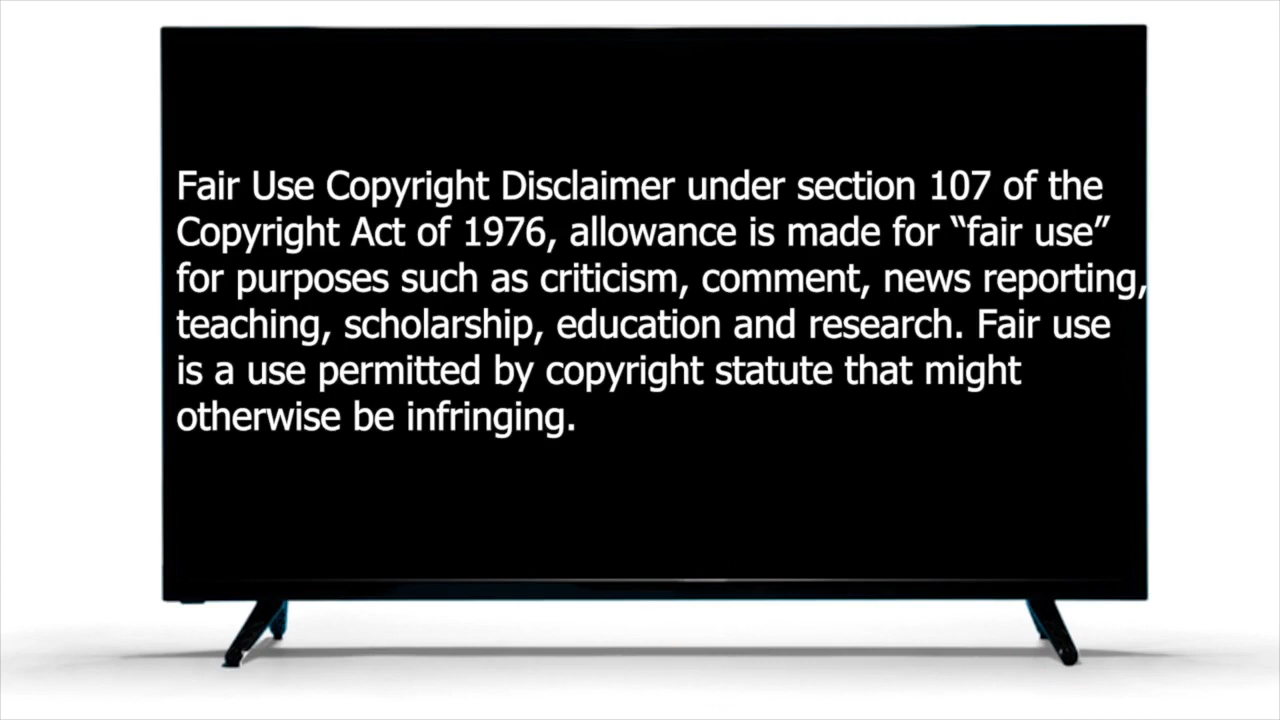 Fair Use Copyright Disclaimer under section 107 of the
Copyright Act of 1976, allowance is made for “fair use”
for purposes such as criticism, comment, news reporting,
teaching, scholarship, education and research. Fair use
is a use permitted by copyright statute that might
otherwise be infringing.